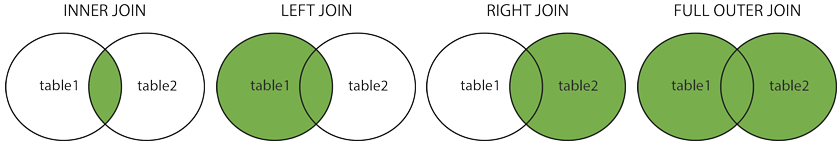 INNER JOIN
table1
table2
LEFT JOIN
table1
table2
RIGHT JOIN
table1
table2
FULL OUTER JOIN
table1
table2